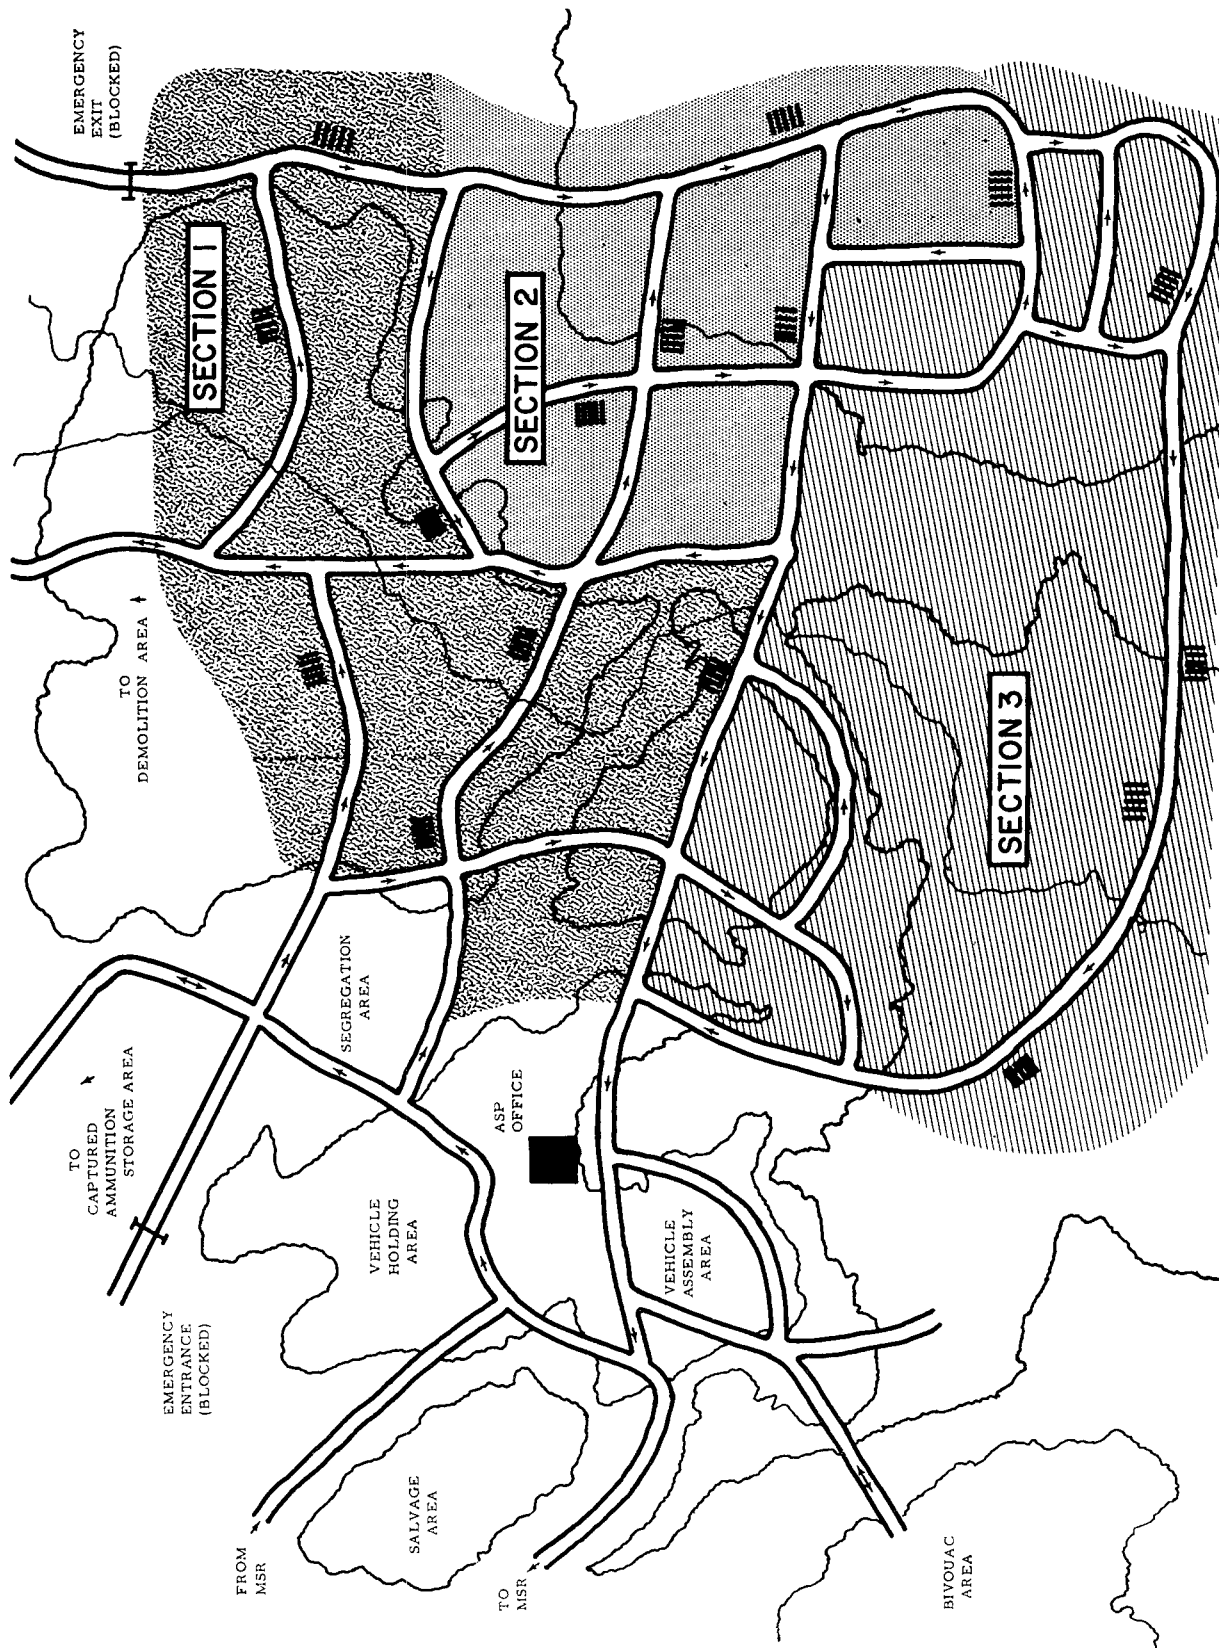 EMERGENCY
EXIT
(BLOCKED)
SECTION 1
SECTION 2
TO
DEMOLITION AREA
SECTION 3
SEGREGATION
AREA
TO
CAPTURED
AMMUNITION
STORAGE AREA
ASP
OFFICE
VEHICLE
HOLDING
AREA
VEHICLE
ASSEMBLY
AREA
EMERGENCY
ENTRANCE
(BLOCKED)
SALVAGE
AREA
FROM
MSR
TO
MSR
BIVOUAC
AREA